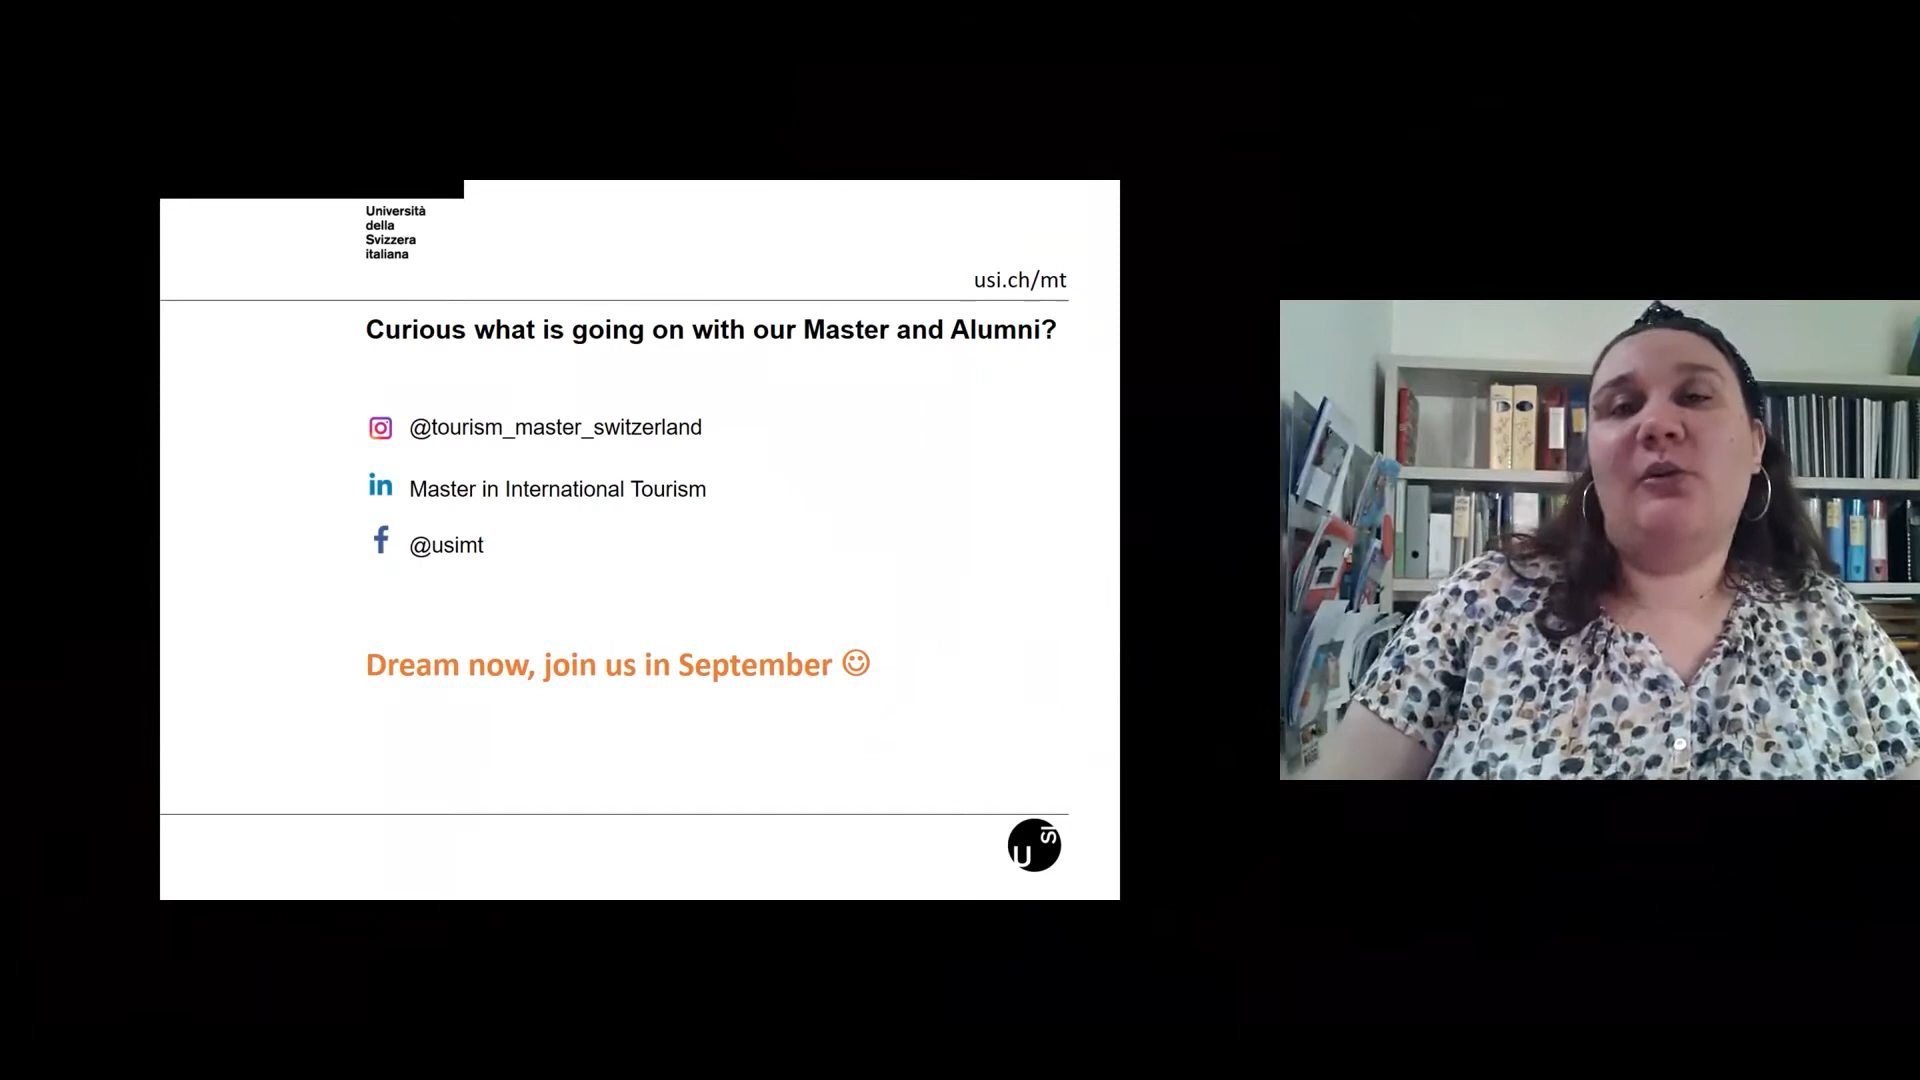 Università
della
Svizzera
italiana
usi.ch/mt
Curious what is going on with our Master and Alumni?
@tourism_master_switzerland
in Master in International Tourism
f @usimt
Dream now, join us in September ☺
USI